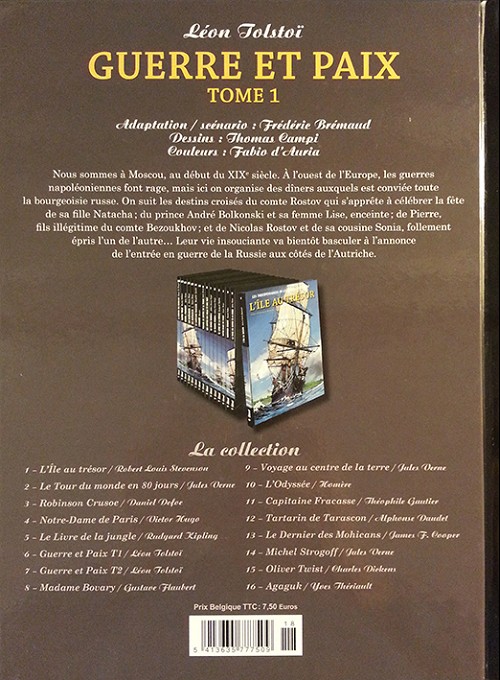 Léon Tolstoï
GUERRE ET PAIX
TOME 1
Adaptation / scénario : Frédéric Brémaud
Dessins : Thomas Campi
Couleurs : Fabio d'Auria
Nous sommes à Moscou, au début du XIXe siècle. À l'ouest de l'Europe, les guerres
napoléoniennes font rage, mais ici on organise des dîners auxquels est conviée toute
la bourgeoisie russe. On suit les destins croisés du comte Rostov qui s'apprête à célébrer la fête
de sa fille Natacha ; du prince André Bolkonski et sa femme Lise, enceinte ; de Pierre,
fils illégitime du comte Bezoukhov ; et de Nicolas Rostov et de sa cousine Sonia, follement
épris l'un de l'autre... Leur vie insouciante va bientôt basculer à l'annonce
de l'entrée en guerre de la Russie aux côtés de l'Autriche.
L'ÎLE AU TRÉSOR
La collection
1 – L'Île au trésor / Robert Louis Stevenson
2 – Le Tour du monde en 80 jours / Jules Verne
3 – Robinson Crusoe / Daniel Defoe
4 – Notre-Dame de Paris / Victor Hugo
5 – Le Livre de la jungle / Rudyard Kipling
6 – Guerre et Paix T1 / Léon Tolstoï
7 – Guerre et Paix T2 / Léon Tolstoï
8 – Madame Bovary / Gustave Flaubert
9 – Voyage au centre de la terre / Jules Verne
10 – L'Odyssée / Homère
11 – Capitaine Fracasse / Théophile Gautier
12 – Tartarin de Tarascon / Alphonse Daudet
13 – Le Dernier des Mohicans / James F. Cooper
14 – Michel Strogoff / Jules Verne
15 – Oliver Twist / Charles Dickens
16 – Agaguk / Yves Thériault
Prix Belgique TTC : 7,50 Euros
18
5 413635 777509